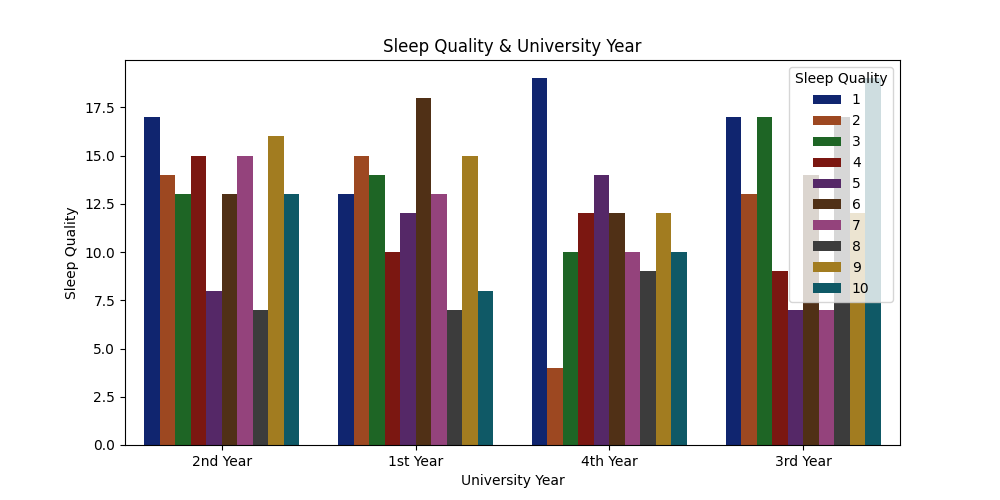 Sleep Quality & University Year
Sleep Quality
17.5
15.0
12.5
10.0
7.5
5.0
2.5
0.0
2nd Year
1st Year
4th Year
3rd Year
University Year
Sleep Quality
1
2
3
4
5
6
7
8
9
10